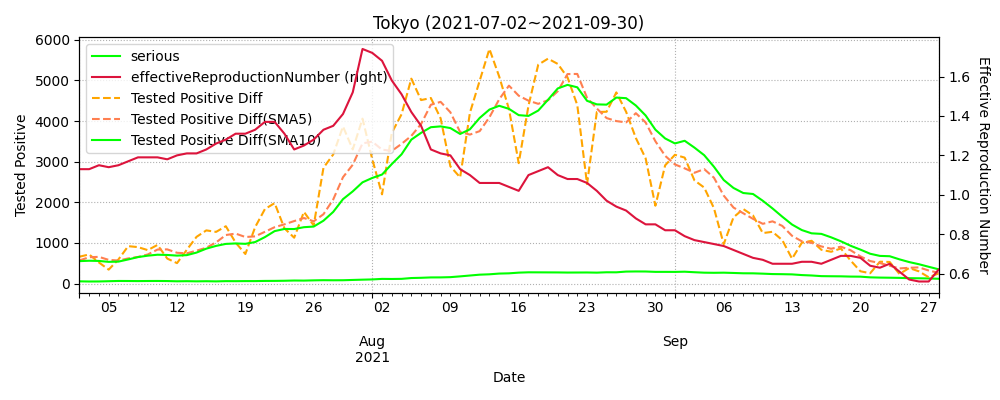 Tokyo (2021-07-02~2021-09-30)
6000
5000
4000
3000
2000
1000
0
Tested Positive
serious
effectiveReproductionNumber (right)
Tested Positive Diff
Tested Positive Diff(SMA5)
Tested Positive Diff(SMA10)
1.6
1.4
1.2
1.0
0.8
0.6
Effective Reproduction Number
05 12 19 26 02 09 16 23 30 06 13 20 27
Aug Sep
2021
Date